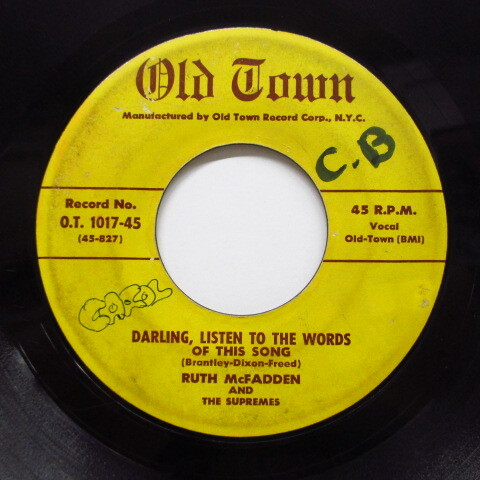 Old Town
Manufactured by Old Town Record Corp., N.Y.C.
C.B
Record No.
O.T. 1017-45
(45-827)
45 R.P.M.
Vocal
Old-Town (BMI)
CAROL
DARLING, LISTEN TO THE WORDS
OF THIS SONG
(Brantley-Dixon-Freed)
RUTH McFADDEN
AND
THE SUPREMES